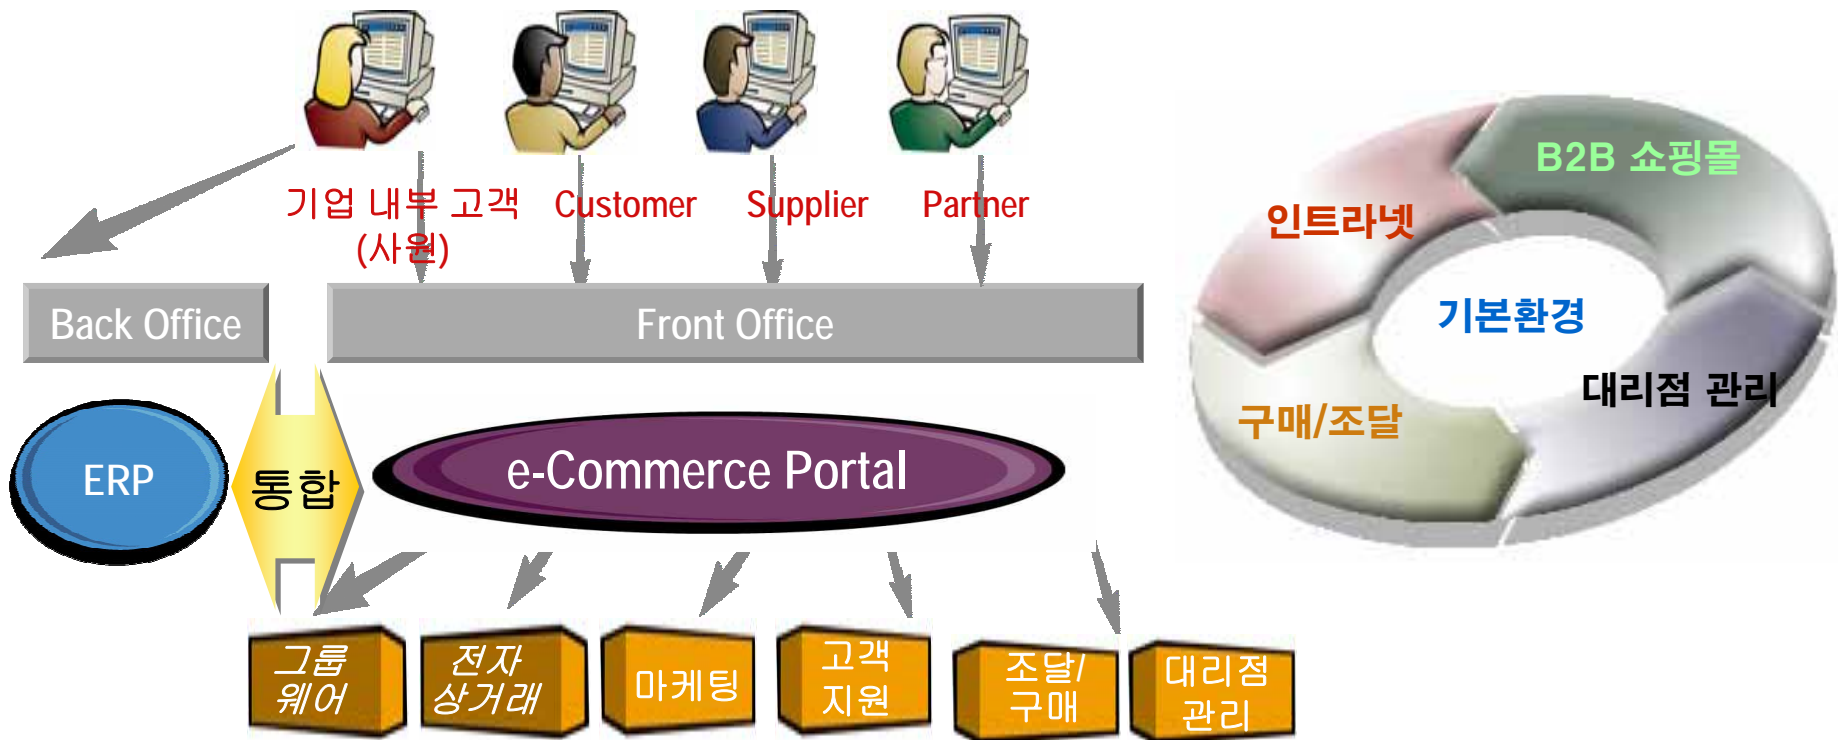 기업 내부 고객
(사원)
Customer
Supplier
Partner
Back Office
Front Office
ERP
통합
e-Commerce Portal
그룹
웨어
전자
상거래
마케팅
고객
지원
조달/
구매
대리점
관리
B2B 쇼핑몰
인트라넷
기본환경
대리점 관리
구매/조달